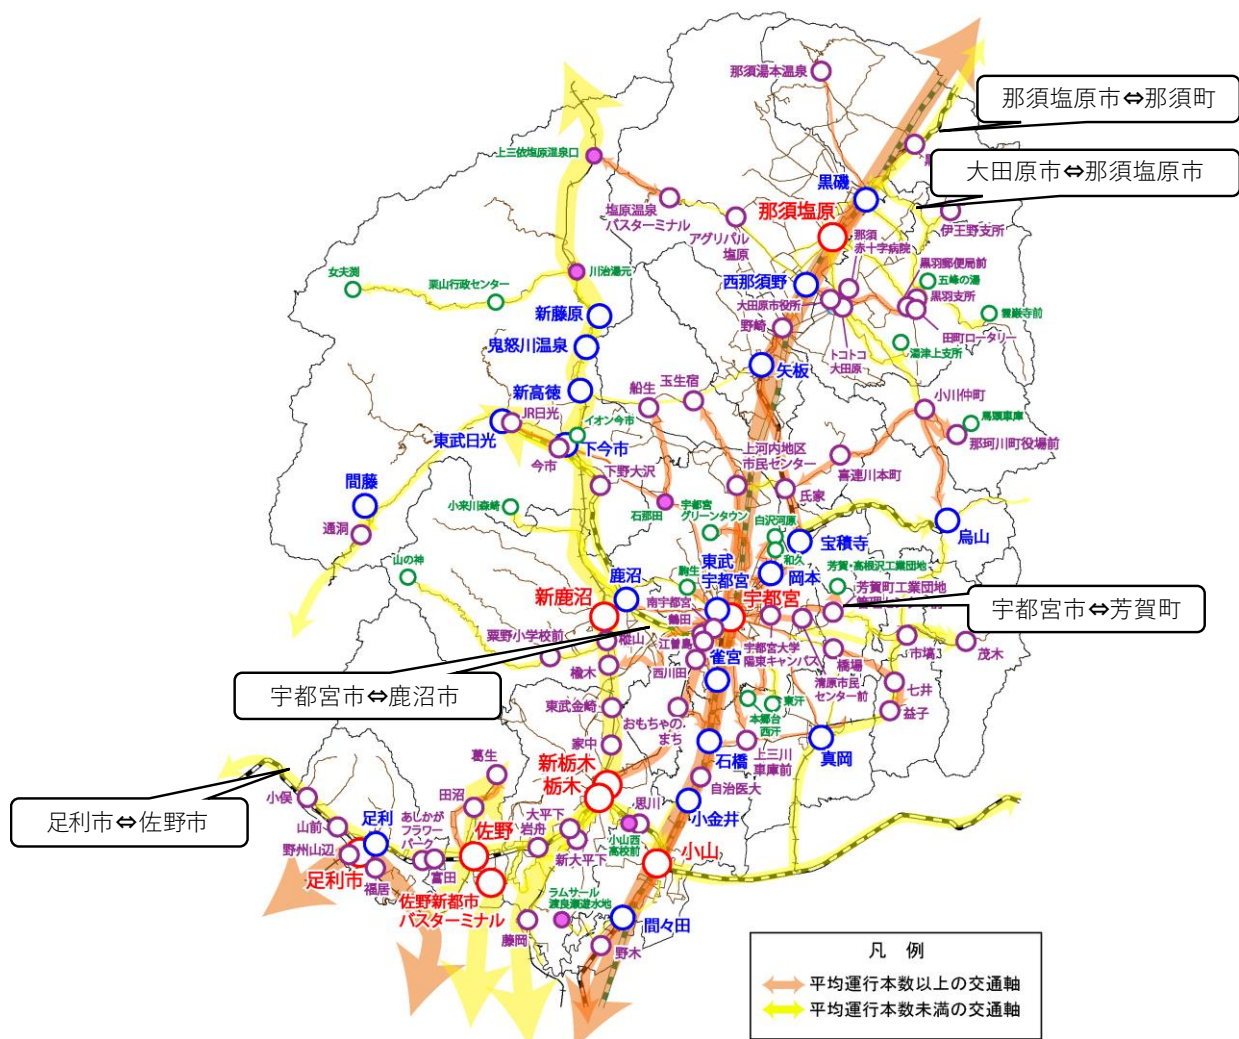 那須湯本温泉
那須塩原市⇔那須町
大田原市⇔那須塩原市
上三依塩原温泉口
黒磯
塩原温泉
バスターミナル
那須塩原
アグリパル
塩原
那須
赤十字病院
伊王野支所
黒羽郵便局前
五峰の湯
黒羽支所
女夫渕
栗山行政センター
川治湯元
西那須野
大田原市役所
雲巌寺前
新藤原
野崎
田町ロータリー
トコトコ
大田原
湯津上支所
鬼怒川温泉
矢板
新高徳
船生
玉生宿
小川仲町
馬頭車庫
JR日光
東武日光
イオン今市
下今市
今市
那珂川町役場前
上河内地区
市民センター
喜連川本町
下野大沢
氏家
間藤
通洞
小来川森崎
石那田
宇都宮
グリーンタウン
白沢河原
宝積寺
烏山
山の神
和久
岡本
芳賀・高根沢工業団地
芳賀町工業団地
東武
宇都宮
駒生
鹿沼
新鹿沼
南宇都宮
宇都宮
鶴田
宇都宮市⇔芳賀町
粟野小学校前
樅山
江曽島
宇都宮大学
陽東キャンパス
市塙
茂木
橋場
楡木
西川田
雀宮
清原市民
センター前
七井
益子
宇都宮市⇔鹿沼市
東武金崎
おもちゃの
まち
本郷台
西汗
東汗
家中
石橋
上三川
車庫前
真岡
新栃木
栃木
自治医大
葛生
田沼
小金井
思川
小山西
高校前
足利市⇔佐野市
小俣
山前
足利
あしかが
フラワー
パーク
大平下
岩舟
佐野
新大平下
小山
野州山辺
足利市
福居
富田
佐野新都市
バスターミナル
ラムサール
渡良瀬遊水地
藤岡
間々田
野木
凡 例
平均運行本数以上の交通軸
平均運行本数未満の交通軸